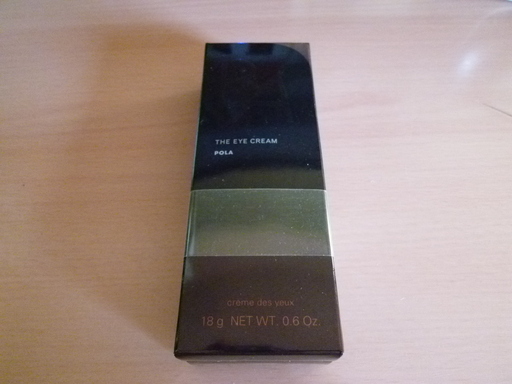 THE EYE CREAM
POLA
crème des yeux
18 g NET WT. 0.6 Oz.